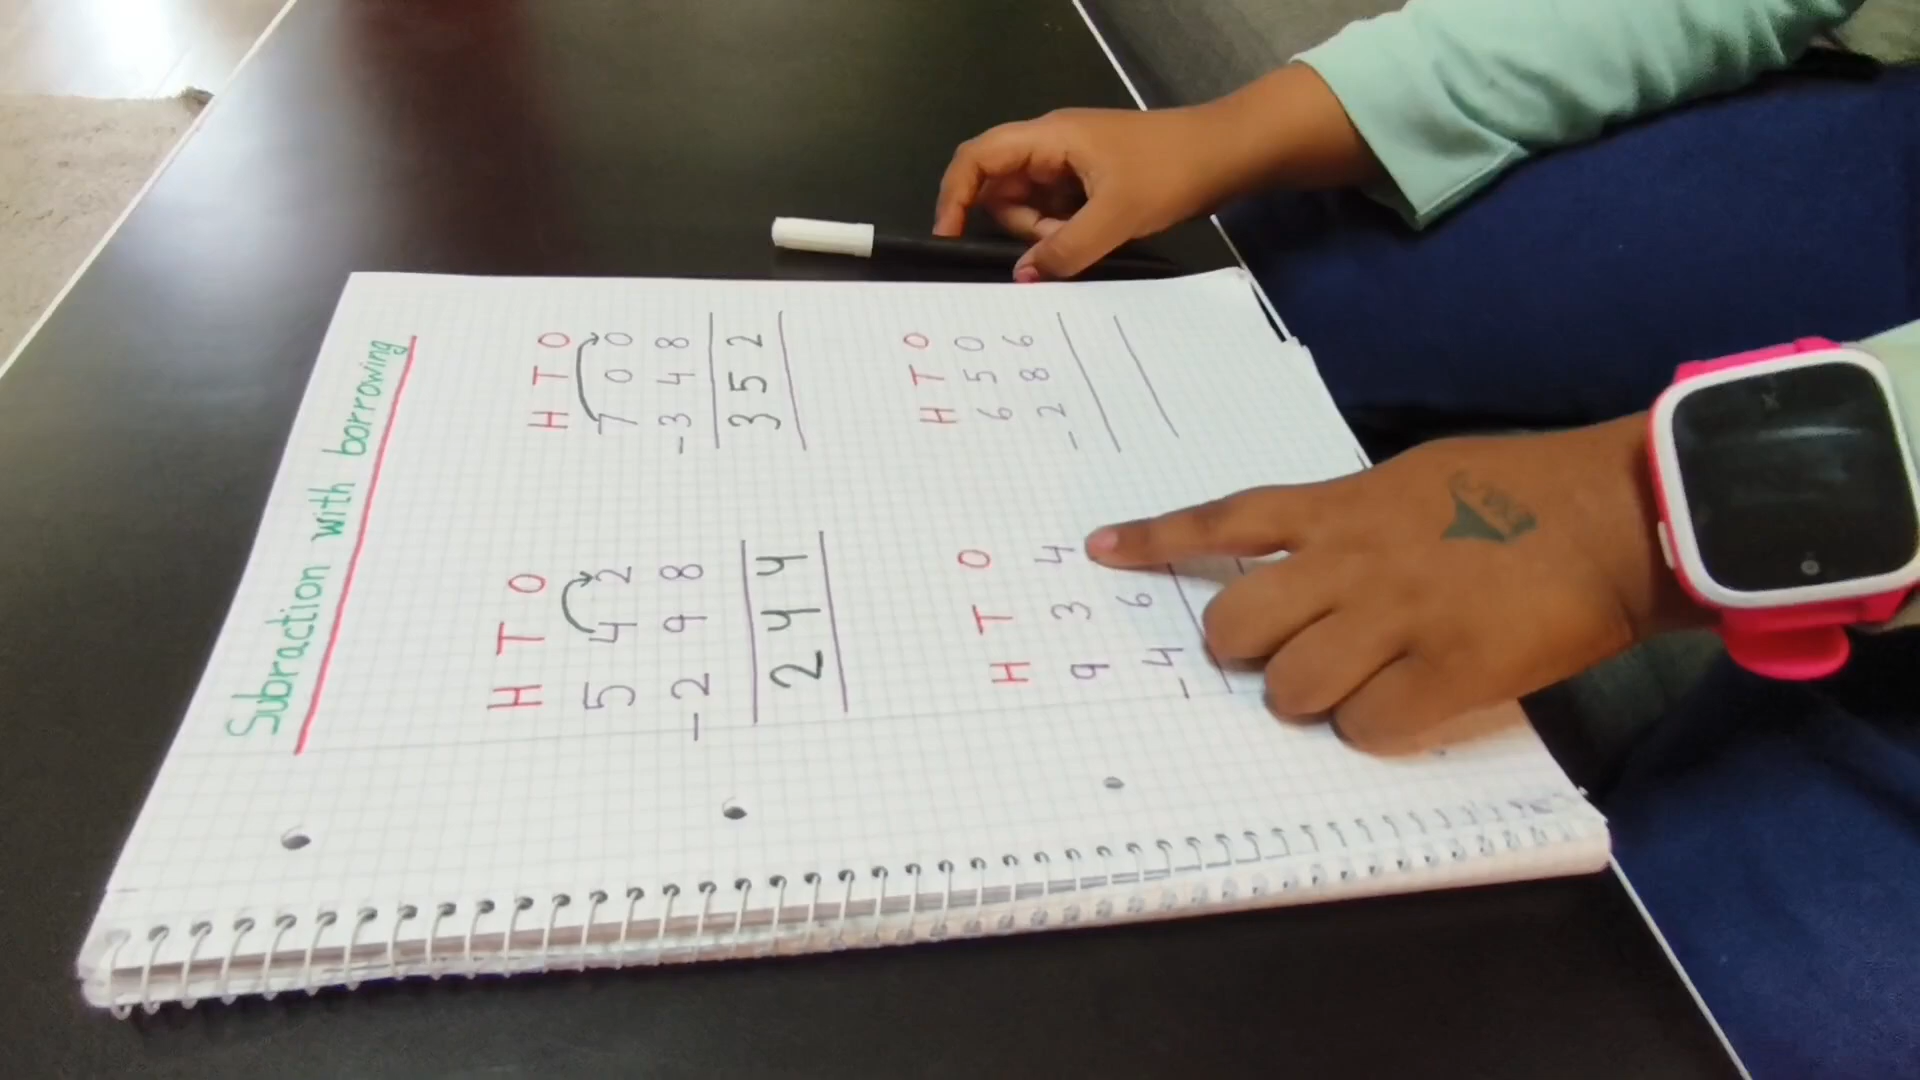 Subraction with borrowing
H T O
5 4 2
-2 9 8
2 4 4
H T O
7 0 0
-3 4 8
3 5 2
H T O
9 3 4
-4 6
H T O
6 5 0
-2 8 6